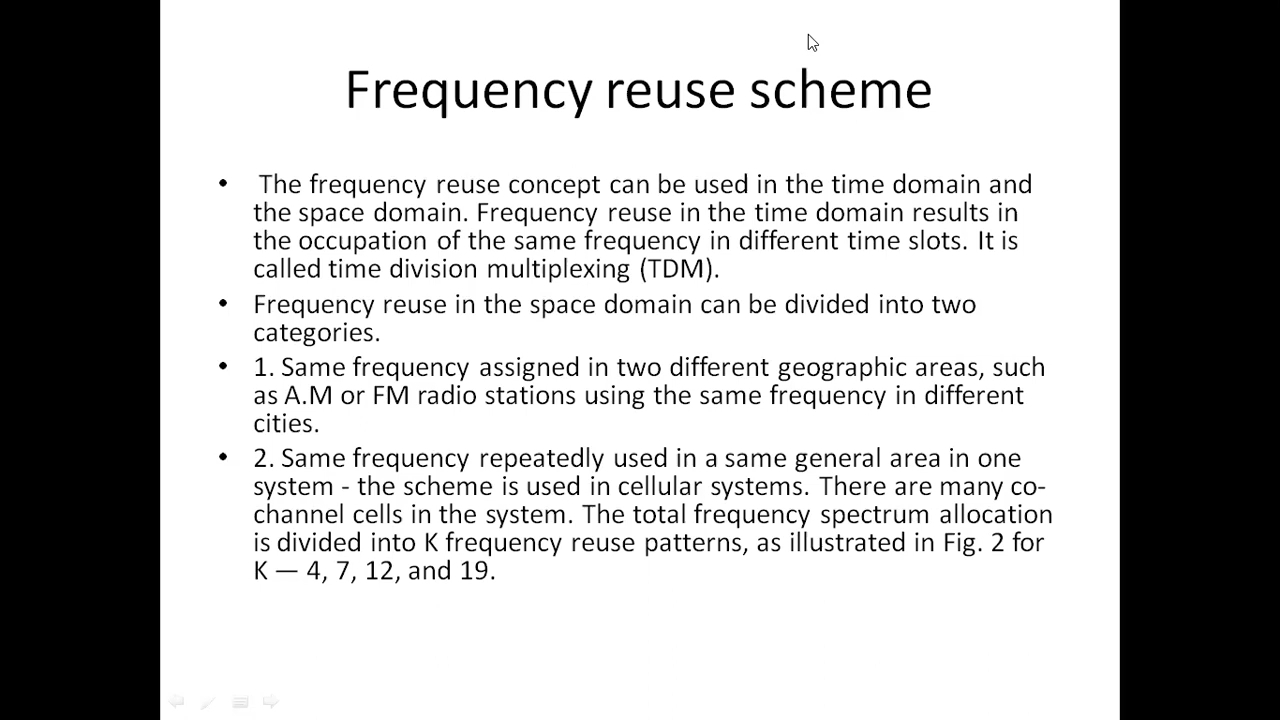 Frequency reuse scheme
• The frequency reuse concept can be used in the time domain and
the space domain. Frequency reuse in the time domain results in
the occupation of the same frequency in different time slots. It is
called time division multiplexing (TDM).
• Frequency reuse in the space domain can be divided into two
categories.
• 1. Same frequency assigned in two different geographic areas, such
as A.M or FM radio stations using the same frequency in different
cities.
• 2. Same frequency repeatedly used in a same general area in one
system - the scheme is used in cellular systems. There are many co-
channel cells in the system. The total frequency spectrum allocation
is divided into K frequency reuse patterns, as illustrated in Fig. 2 for
K — 4, 7, 12, and 19.